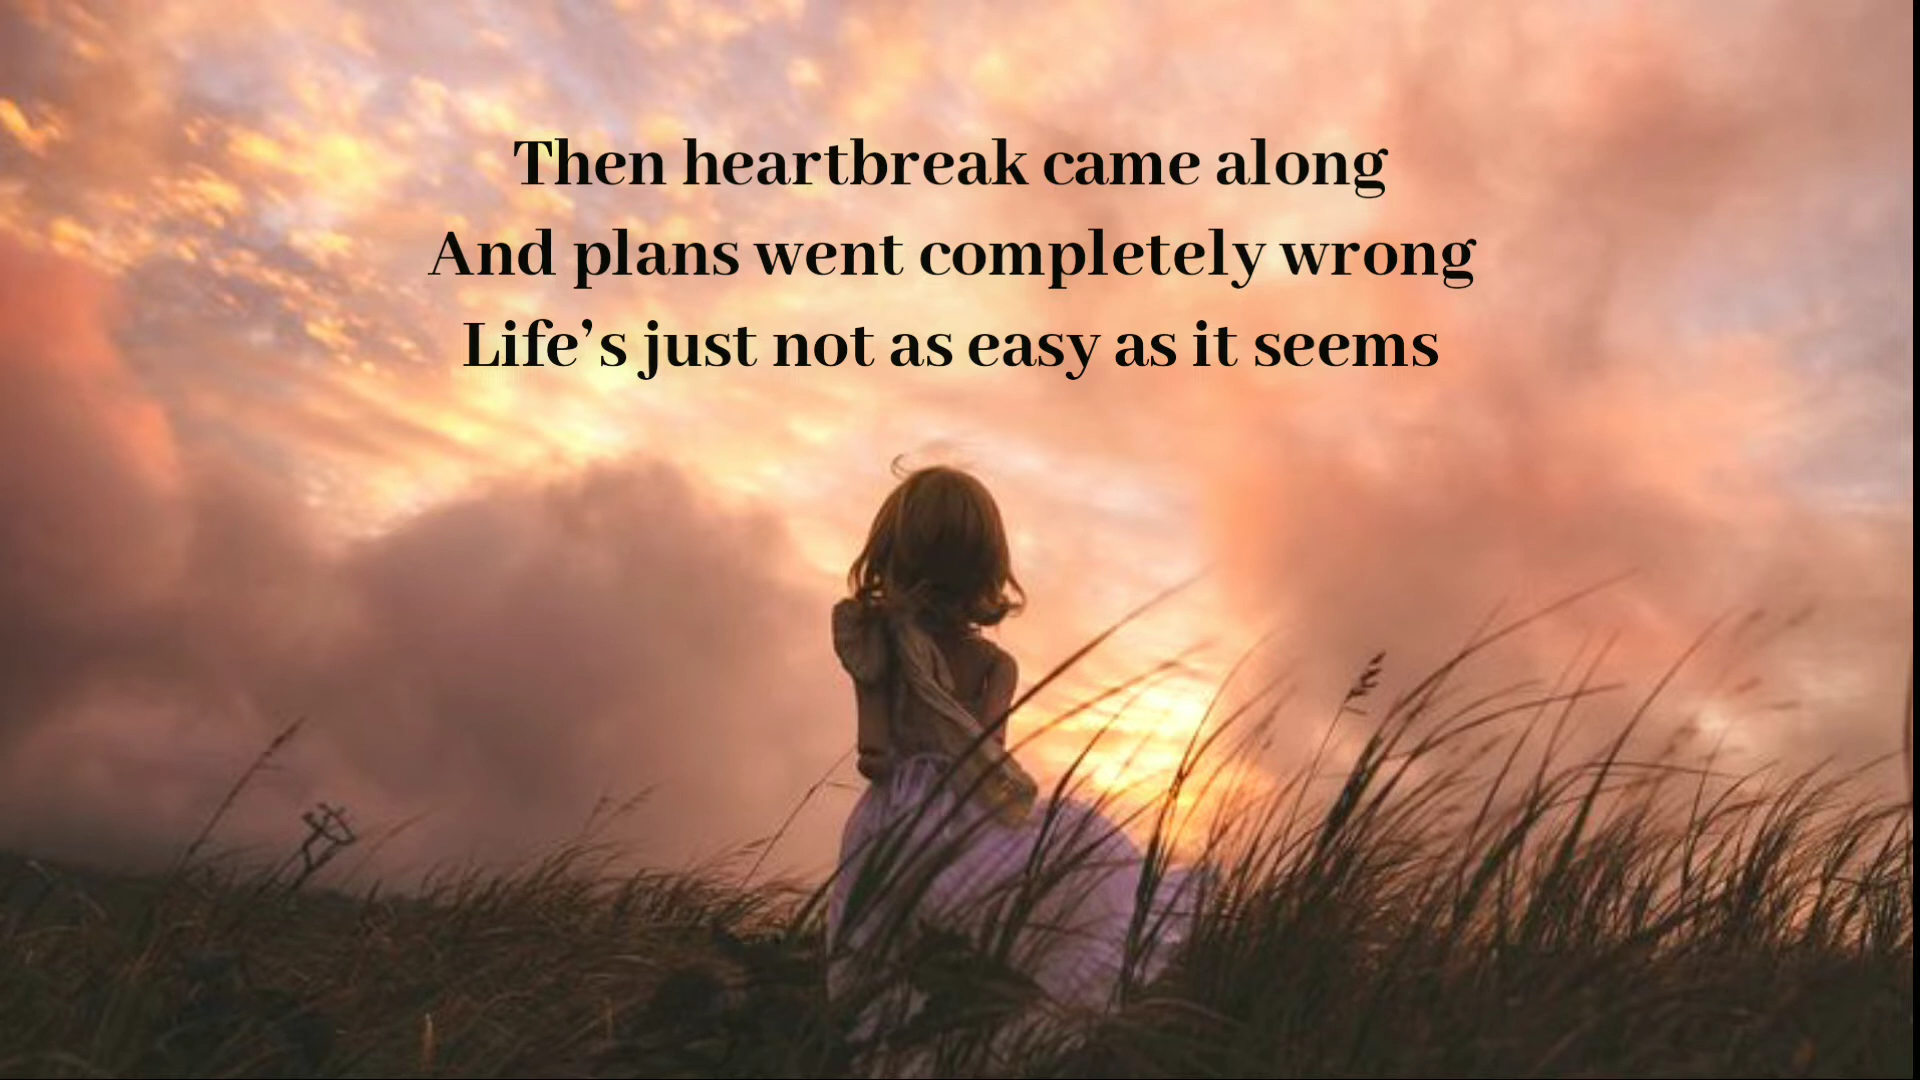 Then heartbreak came along
And plans went completely wrong
Life’s just not as easy as it seems